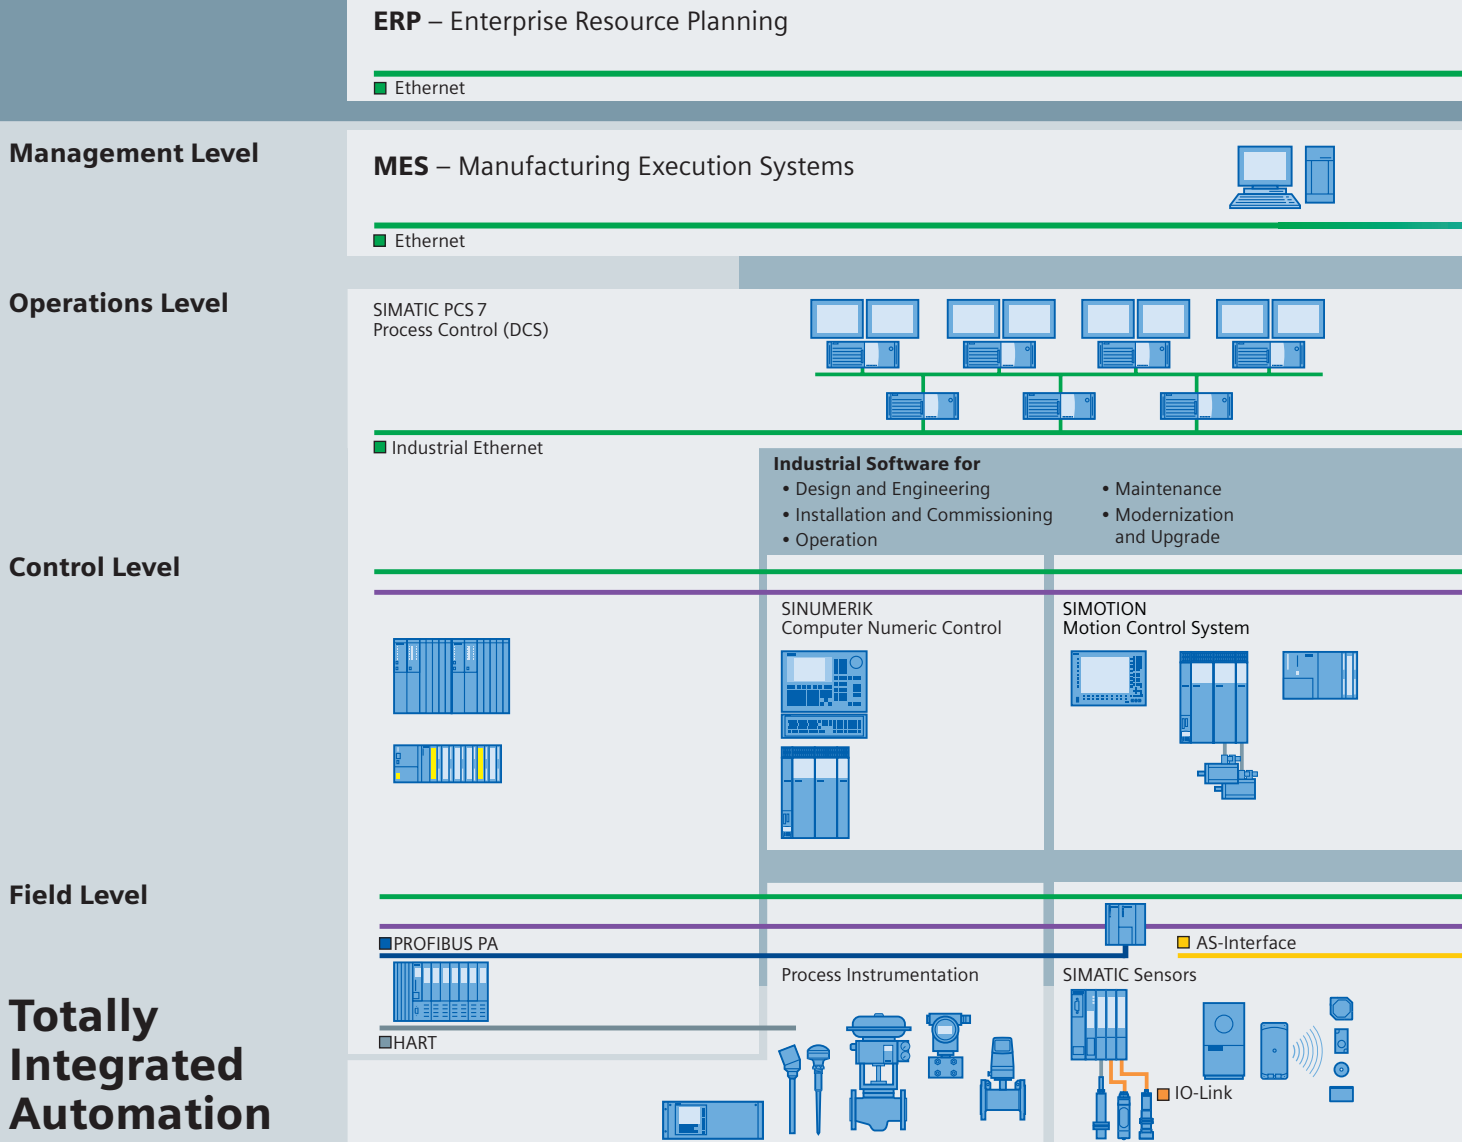 ERP – Enterprise Resource Planning
Ethernet
Management Level
MES – Manufacturing Execution Systems
Ethernet
Operations Level
SIMATIC PCS 7
Process Control (DCS)
Industrial Ethernet
Industrial Software for
• Design and Engineering
• Installation and Commissioning
• Operation
• Maintenance
• Modernization
and Upgrade
Control Level
SINUMERIK
Computer Numeric Control
SIMOTION
Motion Control System
Field Level
PROFIBUS PA
AS-Interface
Process Instrumentation
SIMATIC Sensors
HART
IO-Link
Totally
Integrated
Automation